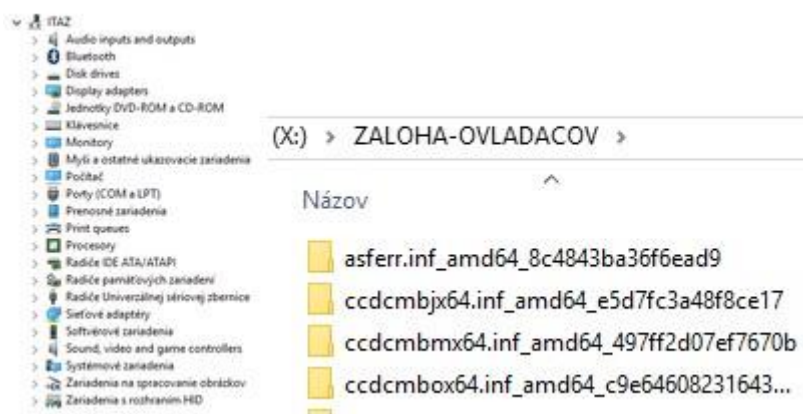 ITAZ
Audio inputs and outputs
Bluetooth
Disk drives
Display adapters
Jednotky DVD-ROM a CD-ROM
Klávesnice
Monitory
Myši a ostatné ukazovacie zariadenia
Počítač
Porty (COM a LPT)
Prenosné zariadenia
Print queues
Procesory
Radiče IDE ATA/ATAPI
Radiče pamäťových zariadení
Radiče Univerzálnej sériovej zbernice
Sieťové adaptéry
Softvérové zariadenia
Sound, video and game controllers
Systémové zariadenia
Zariadenia na spracovanie obrázkov
Zariadenia s rozhraním HID
(X:) > ZALOHA-OVLADACOV >
Názov
asferr.inf_amd64_8c4843ba36f6ead9
ccdcmbjx64.inf_amd64_e5d7fc3a48f8ce17
ccdcmbmx64.inf_amd64_497ff2d07ef7670b
ccdcmbox64.inf_amd64_c9e64608231643...